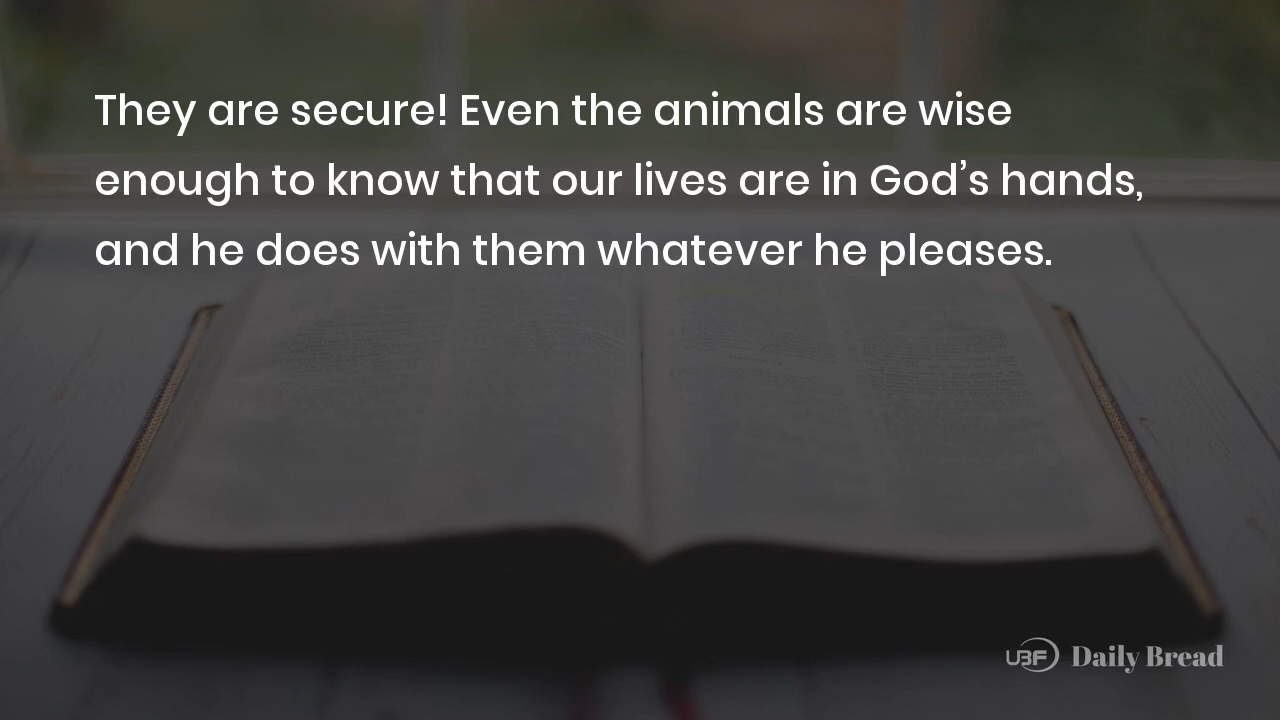 They are secure! Even the animals are wise
enough to know that our lives are in God’s hands,
and he does with them whatever he pleases.
UBF Daily Bread